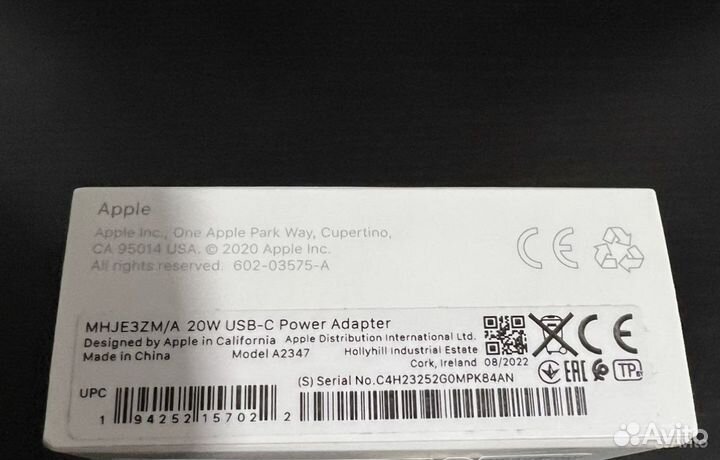 Apple
Apple Inc., One Apple Park Way, Cupertino,
CA 95014 USA. © 2020 Apple Inc.
All rights reserved. 602-03575-A
CE
MHJE3ZM/A 20W USB-C Power Adapter
Designed by Apple in California Apple Distribution International Ltd.
Made in China Model A2347 Hollyhill Industrial Estate
Cork, Ireland 08/2022
CE
EAC
TP
(S) Serial No.C4H23252G0MPK84AN
UPC
1 94252 15702 2
Avito